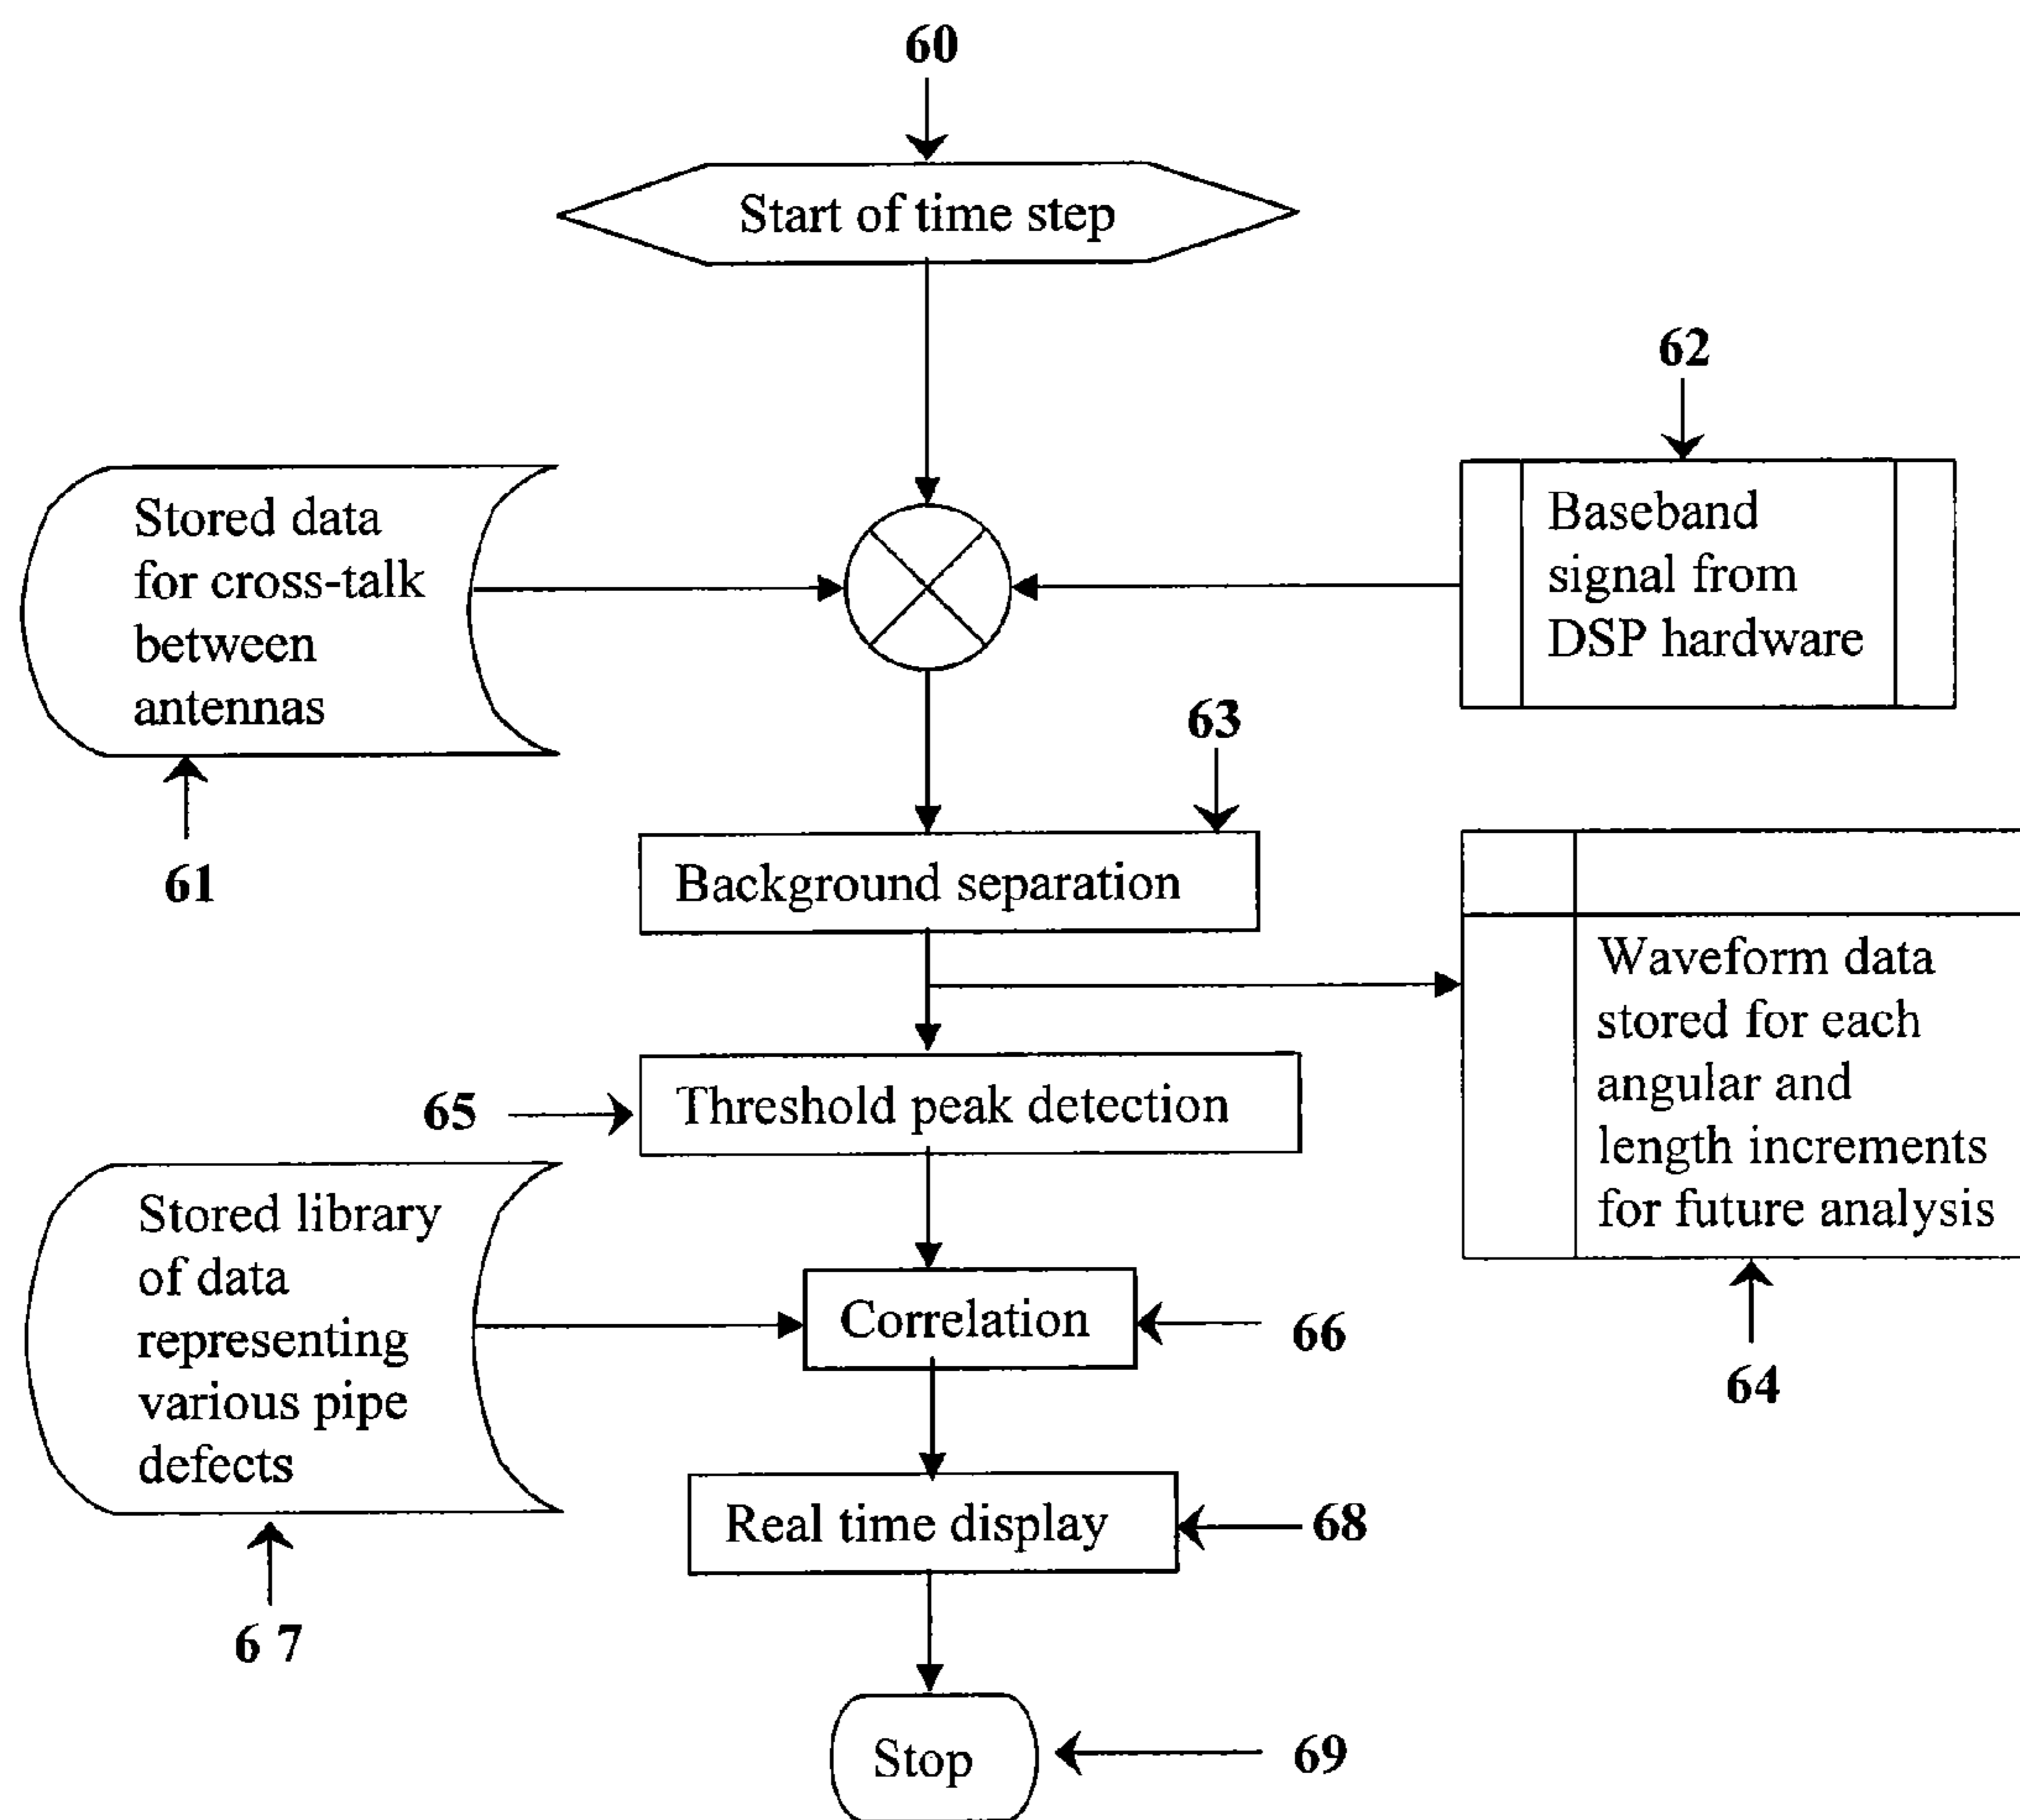 60
Start of time step
62
Stored data
for cross-talk
between
antennas
61
Baseband
signal from
DSP hardware
63
Background separation
Waveform data
stored for each
angular and
length increments
for future analysis
64
65
Threshold peak detection
Stored library
of data
representing
various pipe
defects
6 7
Correlation
66
Real time display
68
Stop
69